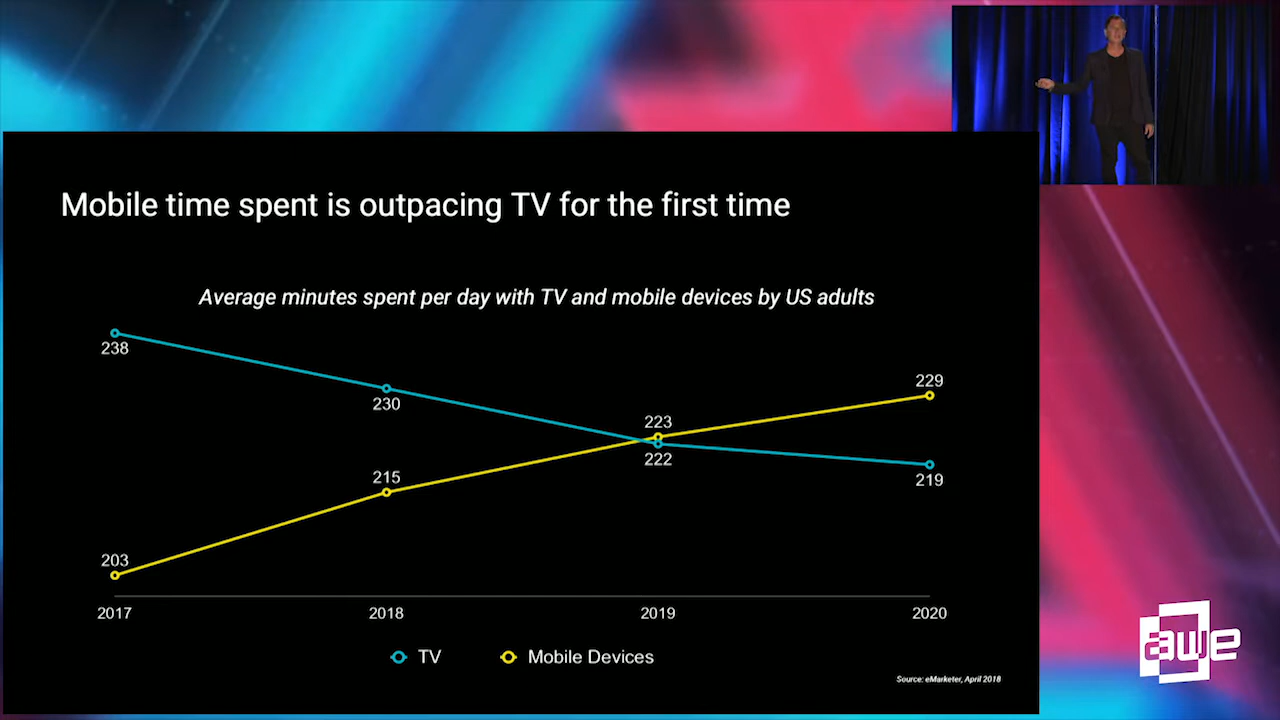 Mobile time spent is outpacing TV for the first time
Average minutes spent per day with TV and mobile devices by US adults
238
230
223
229
222
219
215
203
2017 2018 2019 2020
TV Mobile Devices
Source: eMarketer, April 2018
awe